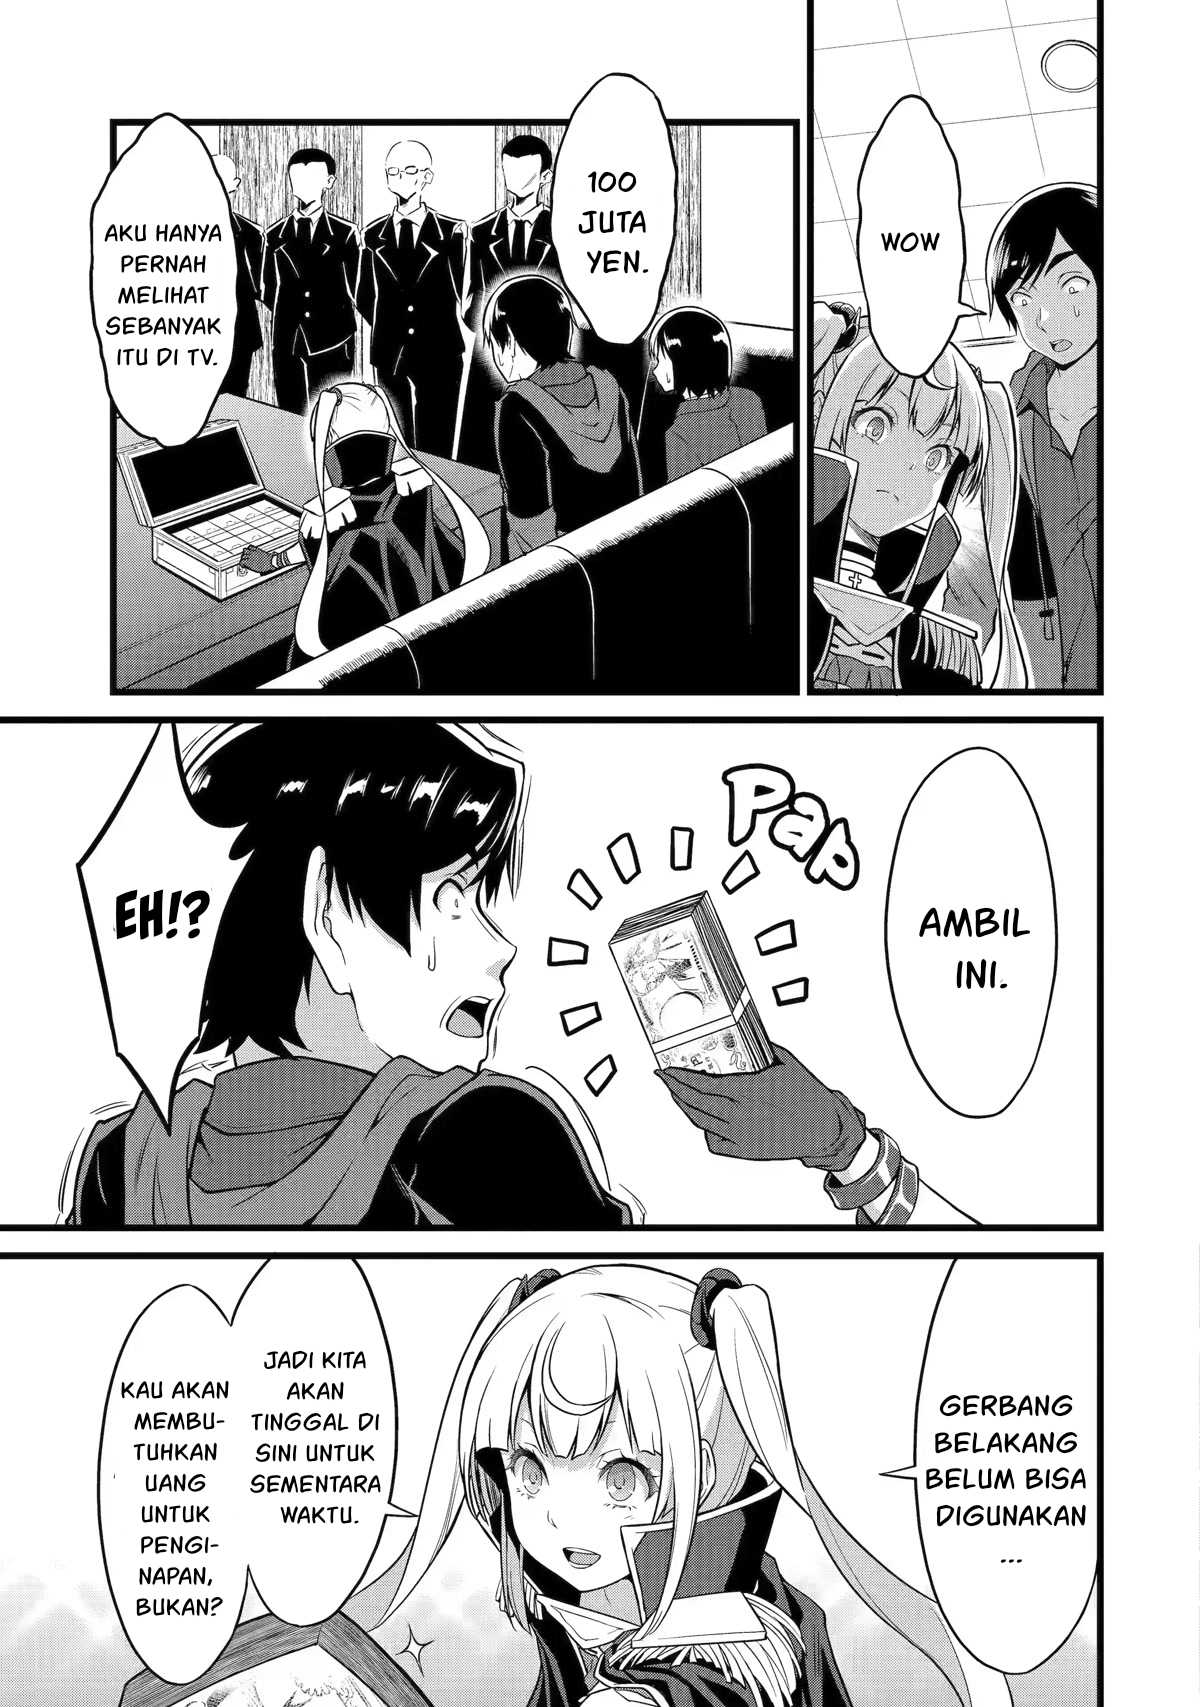 WOW
100
JUTA
YEN.
AKU HANYA
PERNAH
MELIHAT
SEBANYAK
ITU DI TV.
AMBIL
INI.
Pap
EH!?
GERBANG
BELAKANG
BELUM BISA
DIGUNAKAN
...
JADI KITA
AKAN
TINGGAL DI
SINI UNTUK
SEMENTARA
WAKTU.
KAU AKAN
MEMBU-
TUHKAN
UANG
UNTUK
PENGI-
NAPAN,
BUKAN?